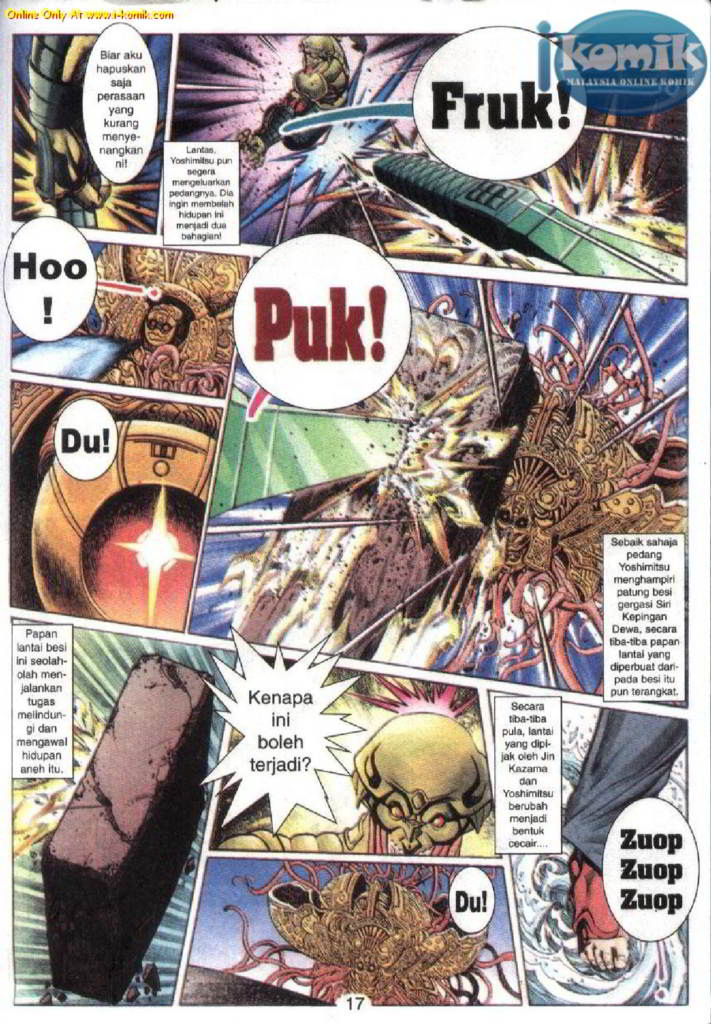 Online Only At www.i-komik.com
ikomik
MALAYSIA ONLINE KOMIK
Biar aku
hapuskan
saja
perasaan
yang
kurang
menye-
nangkan
ni!
Lantas,
Yoshimitsu pun
segera
mengeluarkan
pedangnya. Dia
ingin membelah
hidupan ini
menjadi dua
bahagian!
Fruk!
Hoo
!
Puk!
Du!
Sebaik sahaja
pedang
Yoshimitsu
menghampiri
patung besi
gergasi Siri
Kepingan
Dewa, secara
tiba-tiba papan
lantai yang
diperbuat dari-
pada besi itu
pun terangkat.
Papan
lantai besi
ini seolah-
olah men-
jalankan
tugas
melindun-
gi dan
mengawal
hidupan
aneh itu.
Kenapa
ini
boleh
terjadi?
Secara
tiba-tiba
pula, lantai
yang dipi-
jak oleh Jin
Kazama
dan
Yoshimitsu
berubah
menjadi
bentuk
cecair....
Zuop
Zuop
Zuop
Du!
17